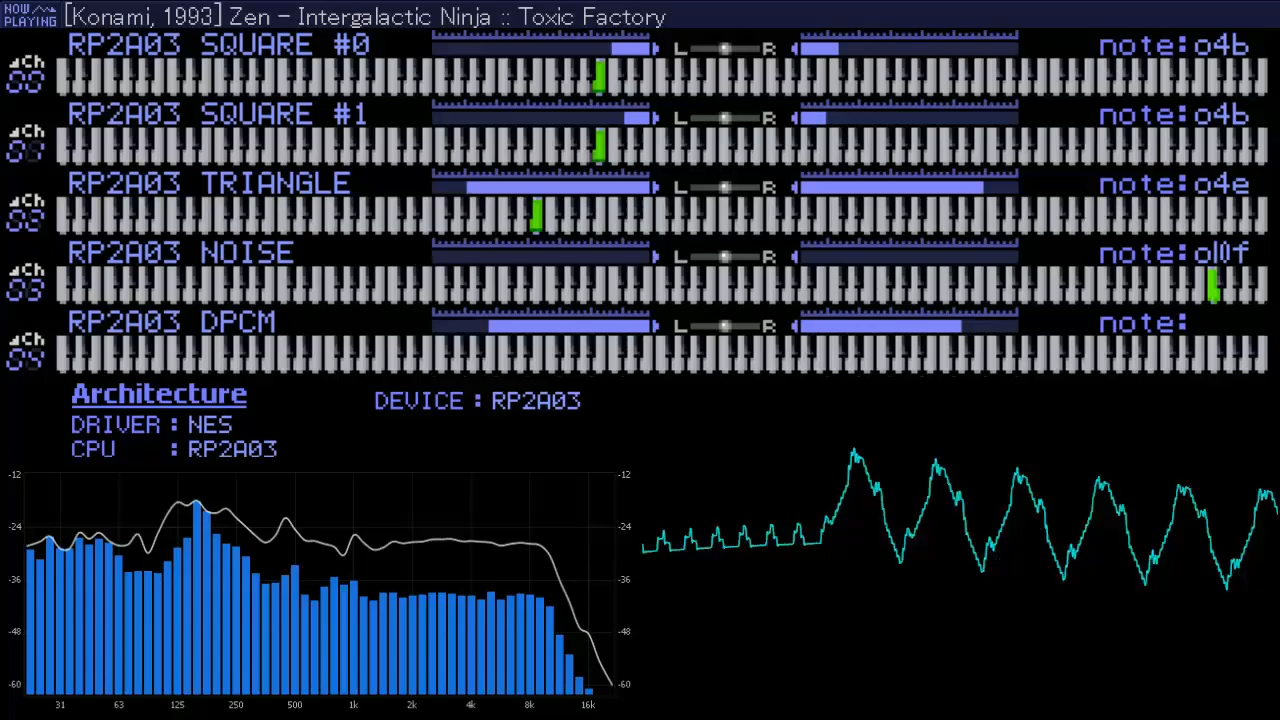 NOW PLAYING [Konami, 1993] Zen - Intergalactic Ninja :: Toxic Factory
RP2A03 SQUARE #0 L R note:o4b
Ch 00
RP2A03 SQUARE #1 L R note:o4b
Ch 01
RP2A03 TRIANGLE L R note:o4e
Ch 02
RP2A03 NOISE L R note:o10f
Ch 03
RP2A03 DPCM L R note:
Ch 04
Architecture
DEVICE : RP2A03
DRIVER : NES
CPU : RP2A03
-12 -12
-24 -24
-36 -36
-48 -48
-60 -60
31 63 125 250 500 1k 2k 4k 8k 16k